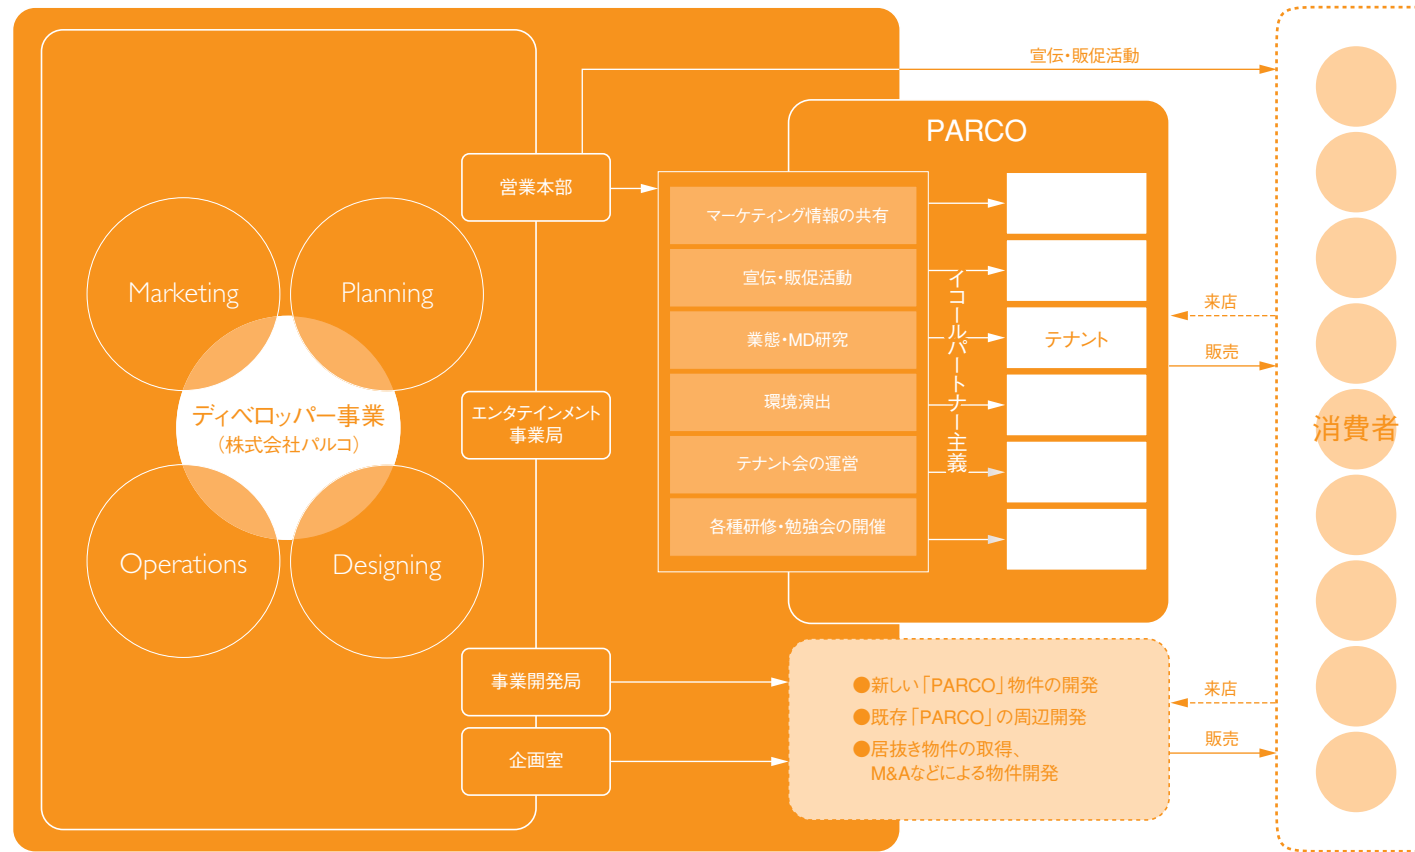 宣伝・販促活動
PARCO
営業本部
マーケティング情報の共有
宣伝・販促活動
業態・MD研究
環境演出
テナント会の運営
各種研修・勉強会の開催
イコールパートナー主義
テナント
来店
販売
消費者
Marketing
Planning
ディベロッパー事業
（株式会社パルコ）
Operations
Designing
エンタテインメント
事業局
事業開発局
企画室
●新しい「PARCO」物件の開発
●既存「PARCO」の周辺開発
●居抜き物件の取得、
M&Aなどによる物件開発
来店
販売